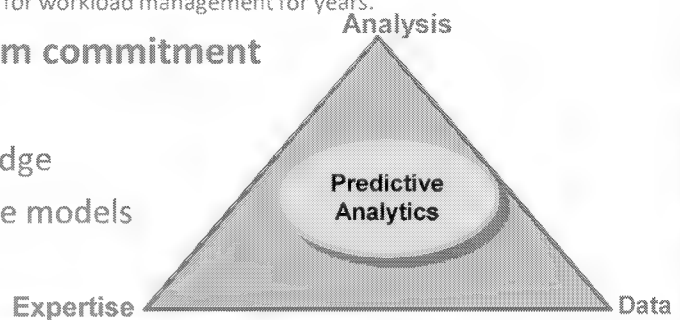 for workload management for years.
Analysis
m commitment
dge
e models
Predictive
Analytics
Expertise
Data